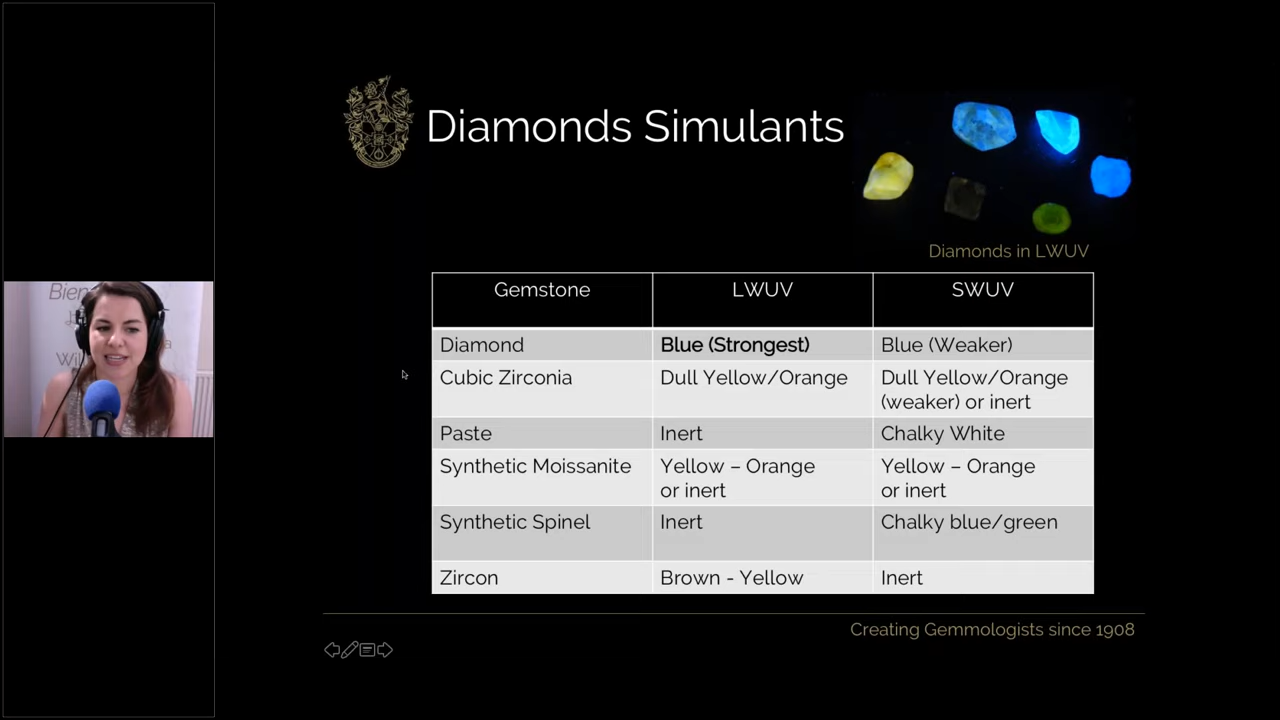 Diamonds Simulants
Diamonds in LWUV
Gemstone LWUV SWUV
Diamond Blue (Strongest) Blue (Weaker)
Cubic Zirconia Dull Yellow/Orange Dull Yellow/Orange
(weaker) or inert
Paste Inert Chalky White
Synthetic Moissanite Yellow – Orange Yellow – Orange
or inert or inert
Synthetic Spinel Inert Chalky blue/green
Zircon Brown - Yellow Inert
Creating Gemmologists since 1908